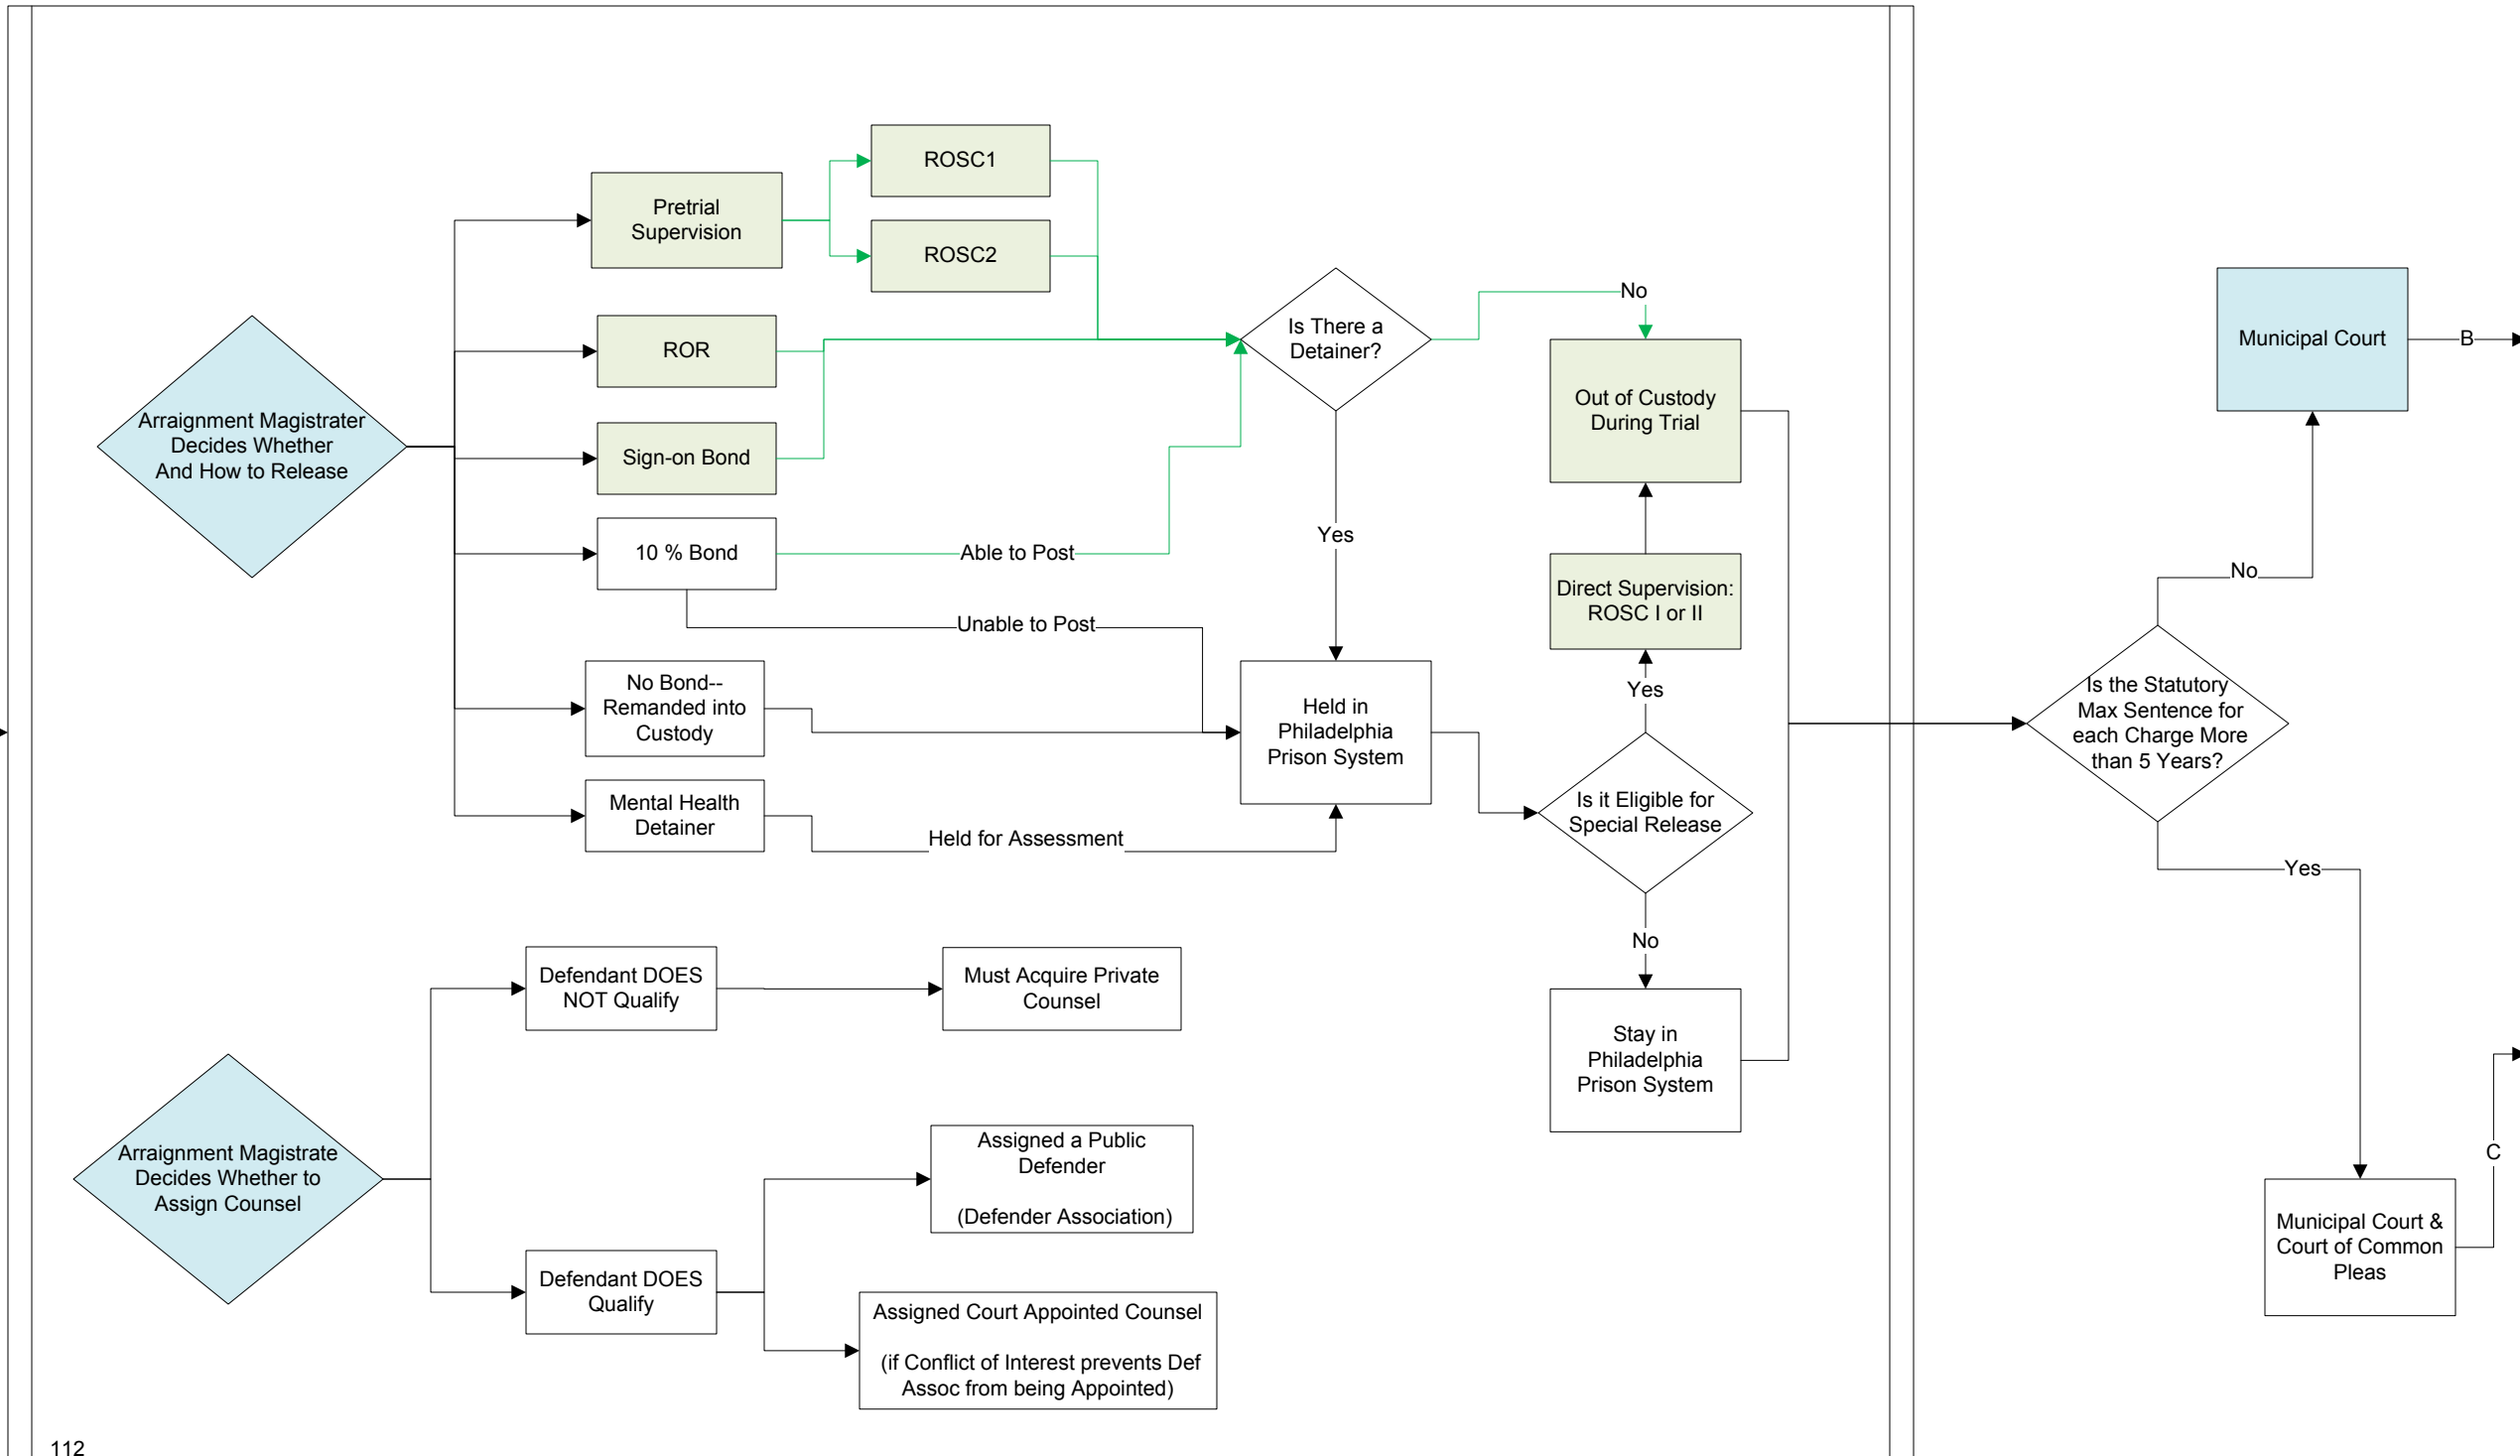 ROSC1
Pretrial
Supervision
ROSC2
No
ROR
Is There a
Detainer?
Municipal Court
B
Arraignment Magistrater
Decides Whether
And How to Release
Out of Custody
During Trial
Sign-on Bond
10 % Bond
Able to Post
Yes
No
Direct Supervision:
ROSC I or II
Unable to Post
No Bond--
Remanded into
Custody
Held in
Philadelphia
Prison System
Yes
Is the Statutory
Max Sentence for
each Charge More
than 5 Years?
Mental Health
Detainer
Held for Assessment
Is it Eligible for
Special Release
Yes
No
Defendant DOES
NOT Qualify
Must Acquire Private
Counsel
Stay in
Philadelphia
Prison System
Arraignment Magistrate
Decides Whether to
Assign Counsel
Assigned a Public
Defender
(Defender Association)
C
Defendant DOES
Qualify
Municipal Court &
Court of Common
Pleas
Assigned Court Appointed Counsel
(if Conflict of Interest prevents Def
Assoc from being Appointed)
112